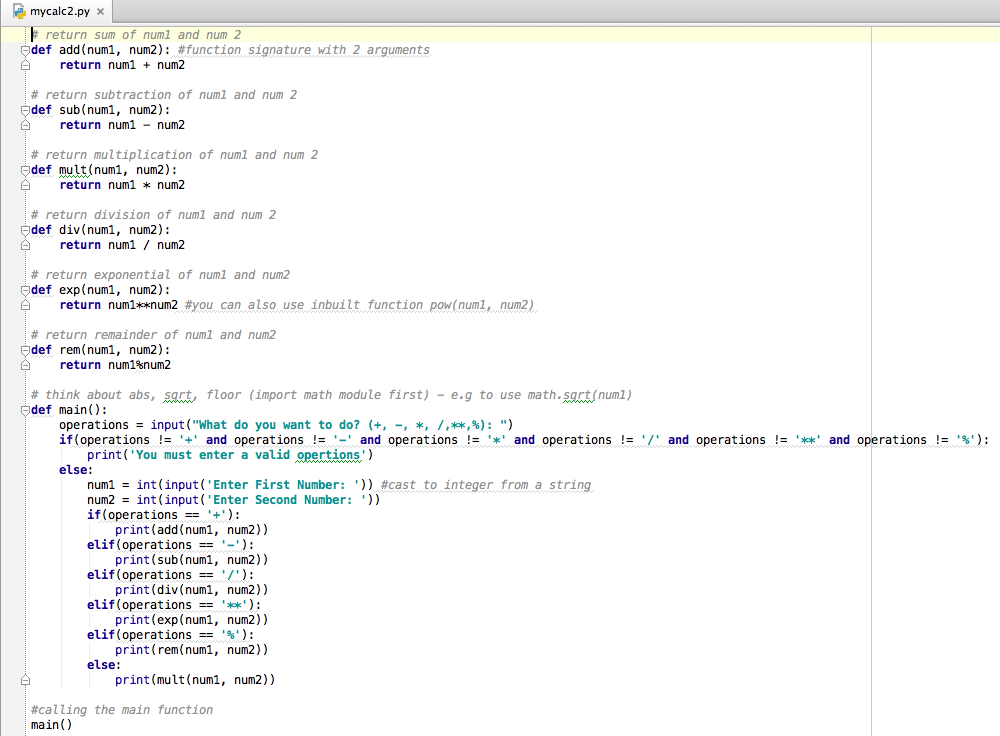 mycalc2.py
# return sum of num1 and num 2
def add(num1, num2): #function signature with 2 arguments
    return num1 + num2
# return subtraction of num1 and num 2
def sub(num1, num2):
    return num1 - num2
# return multiplication of num1 and num 2
def mult(num1, num2):
    return num1 * num2
# return division of num1 and num 2
def div(num1, num2):
    return num1 / num2
# return exponential of num1 and num2
def exp(num1, num2):
    return num1**num2 #you can also use inbuilt function pow(num1, num2)
# return remainder of num1 and num2
def rem(num1, num2):
    return num1%num2
# think about abs, sqrt, floor (import math module first) - e.g to use math.sqrt(num1)
def main():
    operations = input("What do you want to do? (+, -, *, /,**,%): ")
    if(operations != '+' and operations != '-' and operations != '*' and operations != '/' and operations != '**' and operations != '%'):
        print('You must enter a valid opertions')
    else:
        num1 = int(input('Enter First Number: ')) #cast to integer from a string
        num2 = int(input('Enter Second Number: '))
        if(operations == '+'):
            print(add(num1, num2))
        elif(operations == '-'):
            print(sub(num1, num2))
        elif(operations == '/'):
            print(div(num1, num2))
        elif(operations == '**'):
            print(exp(num1, num2))
        elif(operations == '%'):
            print(rem(num1, num2))
        else:
            print(mult(num1, num2))
#calling the main function
main()